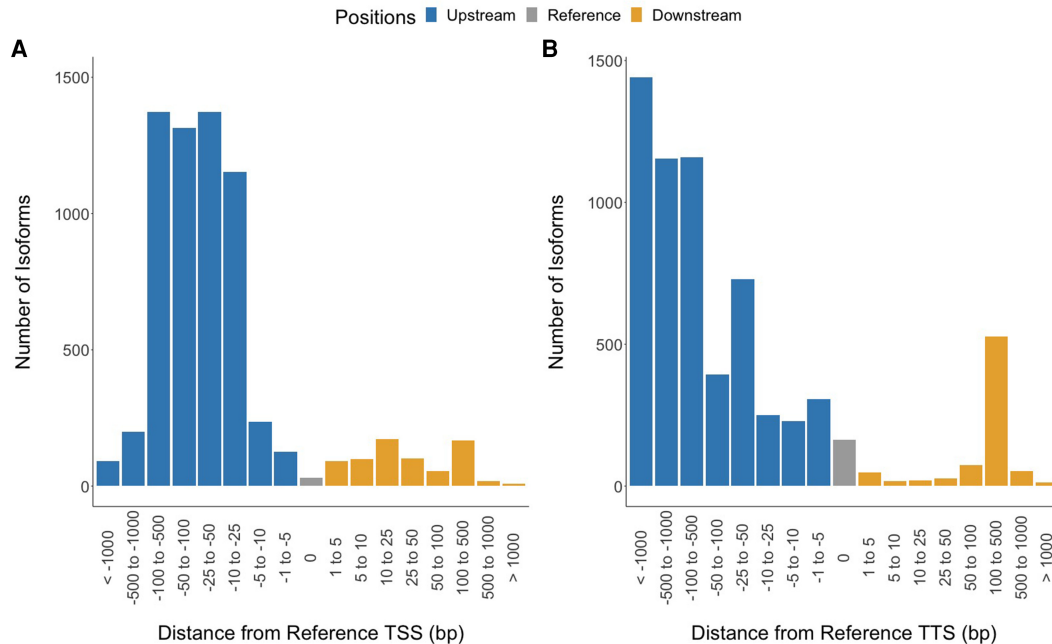 Positions Upstream Reference Downstream
A
1500
1000
500
0
Number of Isoforms
< -1000
-500 to -1000
-100 to -500
-50 to -100
-25 to -50
-10 to -25
-5 to -10
-1 to -5
0
1 to 5
5 to 10
10 to 25
25 to 50
50 to 100
100 to 500
500 to 1000
> 1000
Distance from Reference TSS (bp)
B
1500
1000
500
0
Number of Isoforms
< -1000
-500 to -1000
-100 to -500
-50 to -100
-25 to -50
-10 to -25
-5 to -10
-1 to -5
0
1 to 5
5 to 10
10 to 25
25 to 50
50 to 100
100 to 500
500 to 1000
> 1000
Distance from Reference TTS (bp)